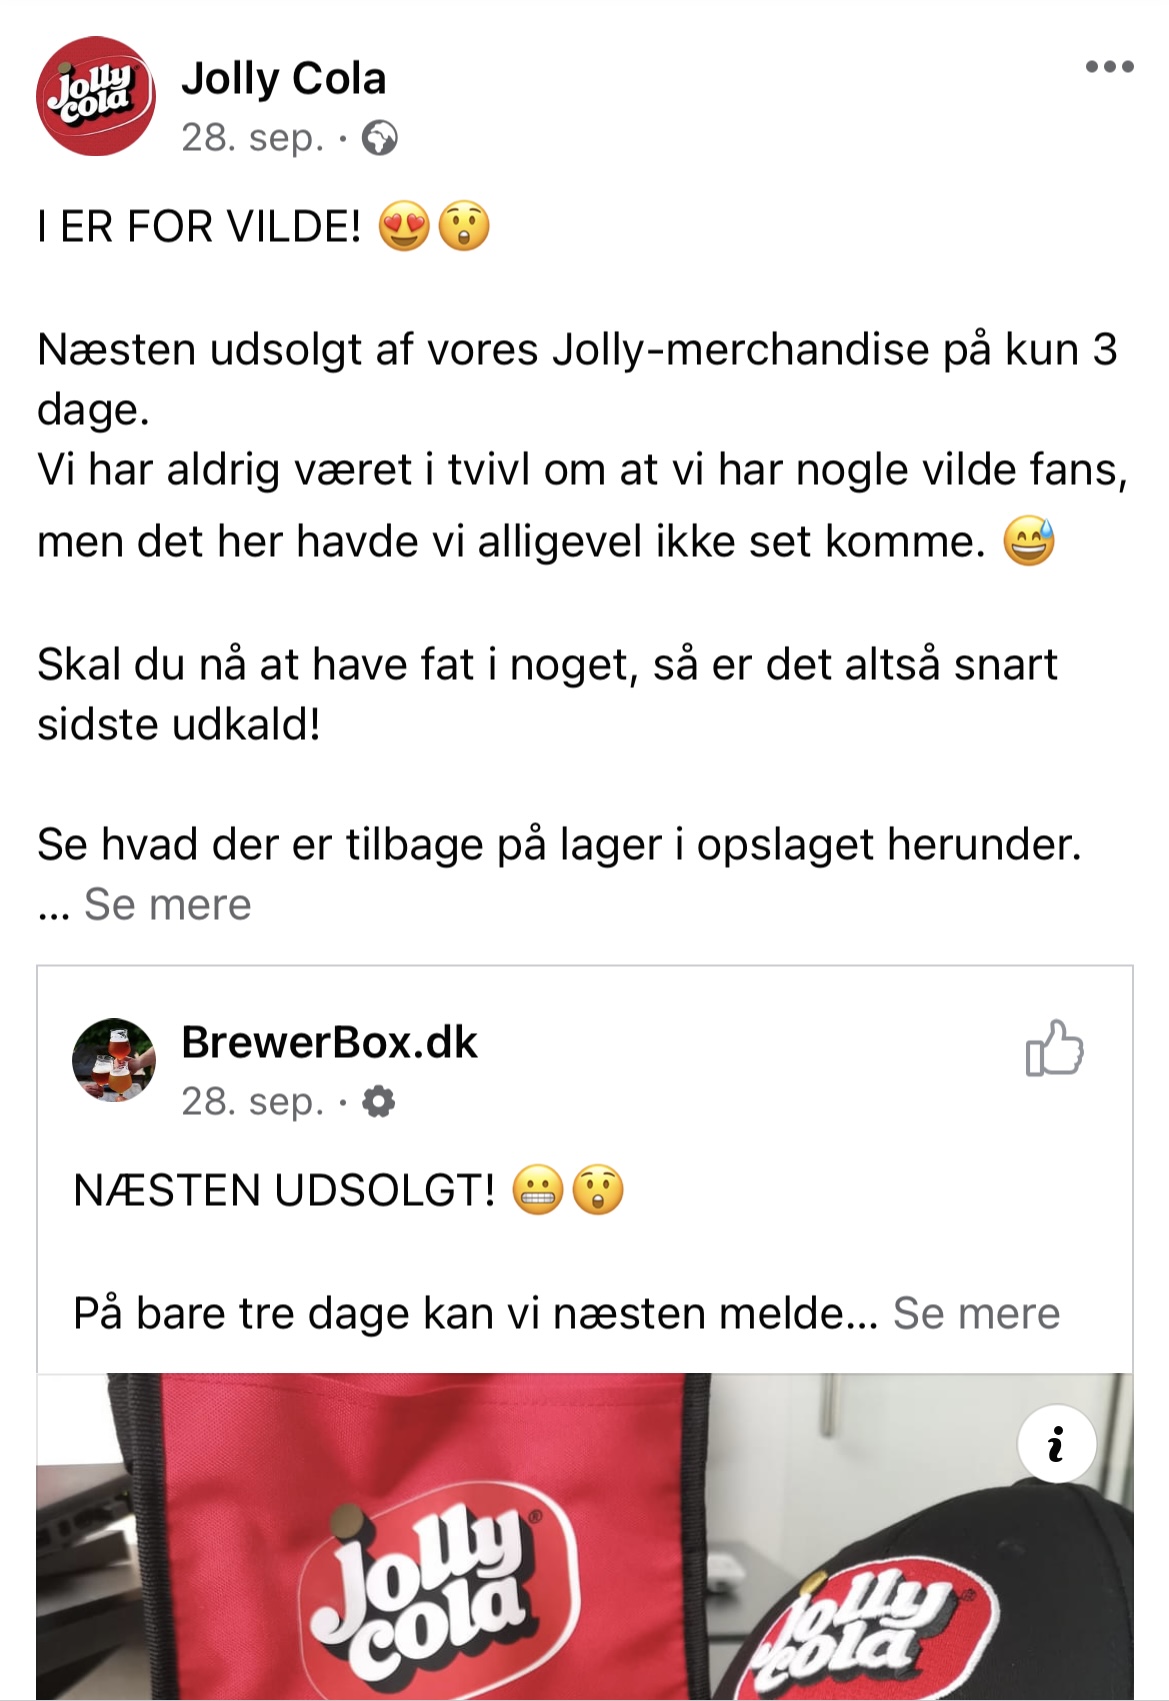 jolly
cola
Jolly Cola
28. sep. ·
I ER FOR VILDE! 😍😲
Næsten udsolgt af vores Jolly-merchandise på kun 3
dage.
Vi har aldrig været i tvivl om at vi har nogle vilde fans,
men det her havde vi alligevel ikke set komme. 😅
Skal du nå at have fat i noget, så er det altså snart
sidste udkald!
Se hvad der er tilbage på lager i opslaget herunder.
... Se mere
BrewerBox.dk
28. sep. ·
NÆSTEN UDSOLGT! 😬😲
På bare tre dage kan vi næsten melde... Se mere
i
jolly®
cola
jolly®
cola